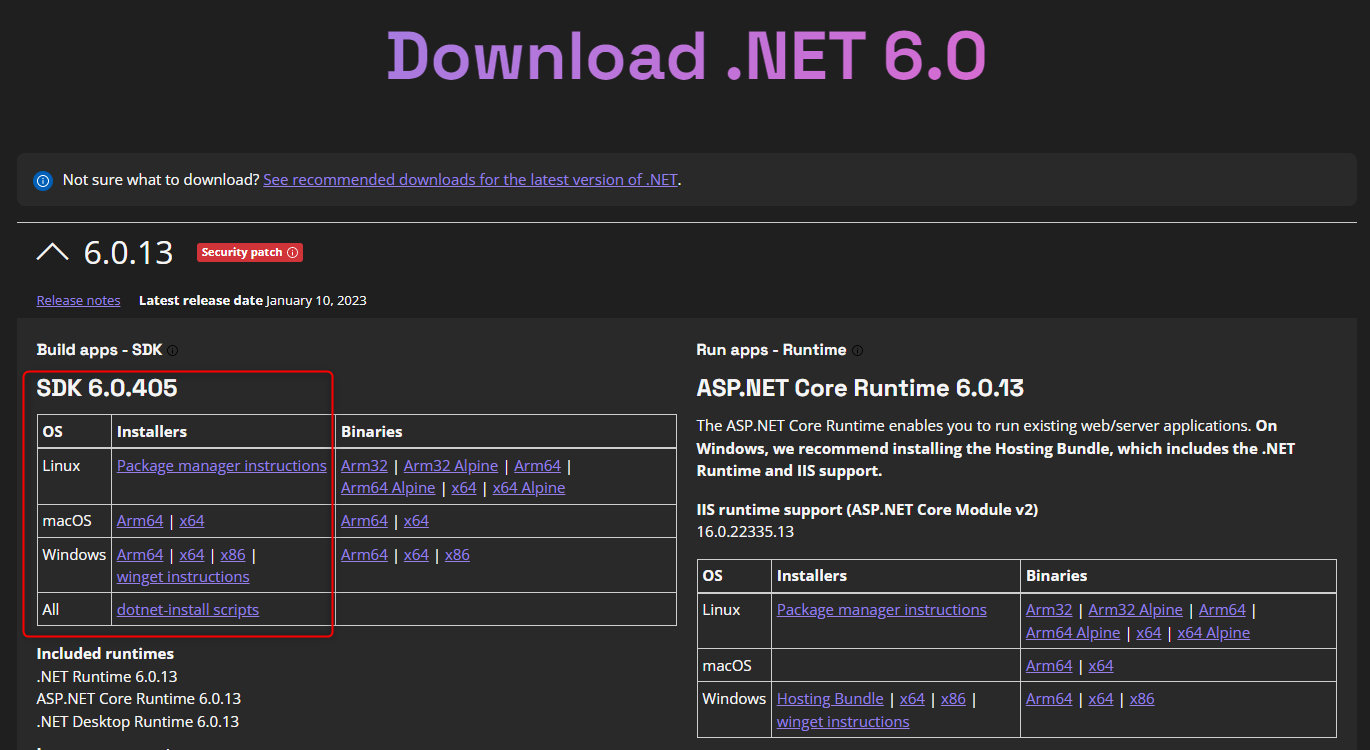 Download .NET 6.0
Not sure what to download? See recommended downloads for the latest version of .NET.
6.0.13 Security patch
Release notes Latest release date January 10, 2023
Build apps - SDK
SDK 6.0.405
OS Installers Binaries
Linux Package manager instructions Arm32 | Arm32 Alpine | Arm64 |
Arm64 Alpine | x64 | x64 Alpine
macOS Arm64 | x64 Arm64 | x64
Windows Arm64 | x64 | x86 | Arm64 | x64 | x86
winget instructions
All dotnet-install scripts
Included runtimes
.NET Runtime 6.0.13
ASP.NET Core Runtime 6.0.13
.NET Desktop Runtime 6.0.13
Run apps - Runtime
ASP.NET Core Runtime 6.0.13
The ASP.NET Core Runtime enables you to run existing web/server applications. On
Windows, we recommend installing the Hosting Bundle, which includes the .NET
Runtime and IIS support.
IIS runtime support (ASP.NET Core Module v2)
16.0.22335.13
OS Installers Binaries
Linux Package manager instructions Arm32 | Arm32 Alpine | Arm64 |
Arm64 Alpine | x64 | x64 Alpine
macOS Arm64 | x64
Windows Hosting Bundle | x64 | x86 | Arm64 | x64 | x86
winget instructions